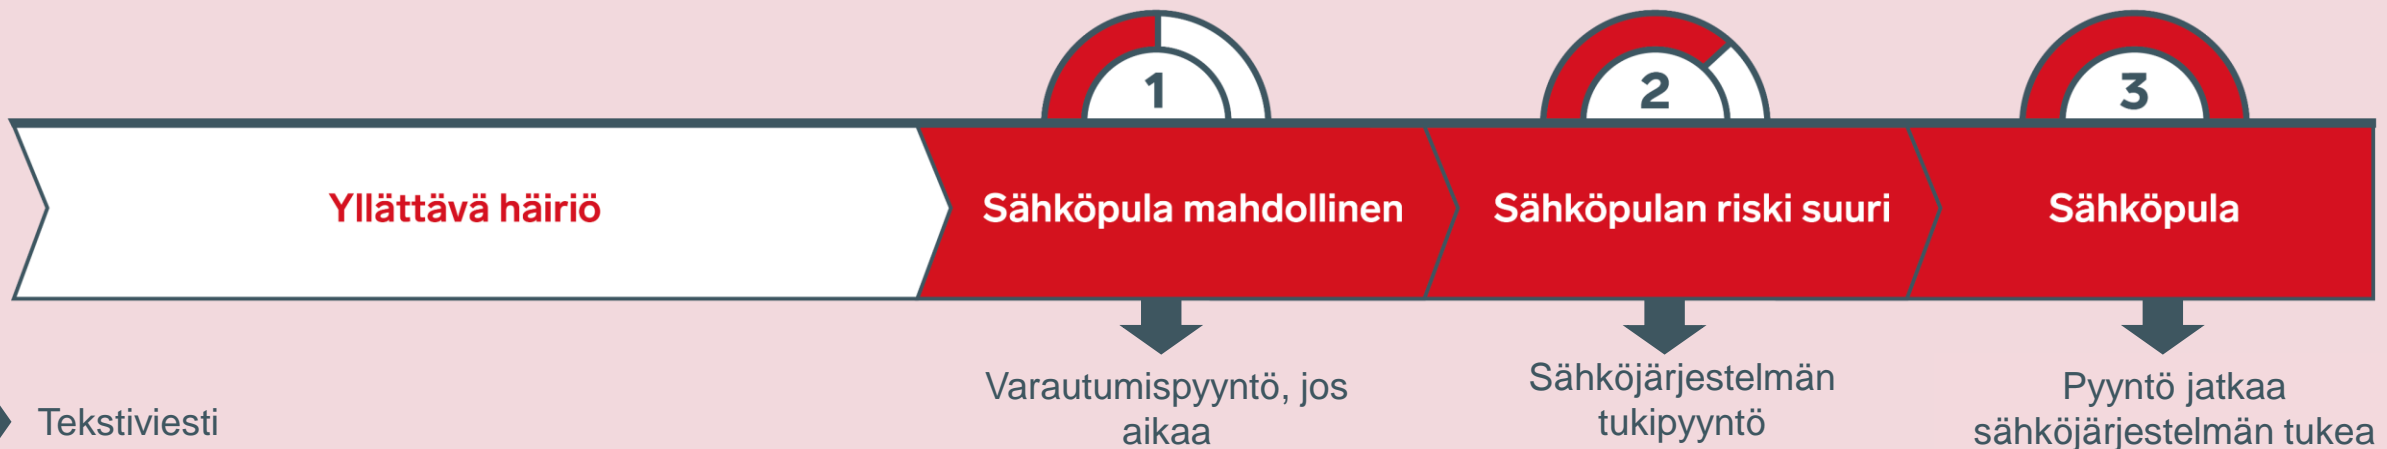 1
2
3
Yllättävä häiriö
Sähköpula mahdollinen
Sähköpulan riski suuri
Sähköpula
Tekstiviesti
Varautumispyyntö, jos
aikaa
Sähköjärjestelmän
tukipyyntö
Pyyntö jatkaa
sähköjärjestelmän tukea